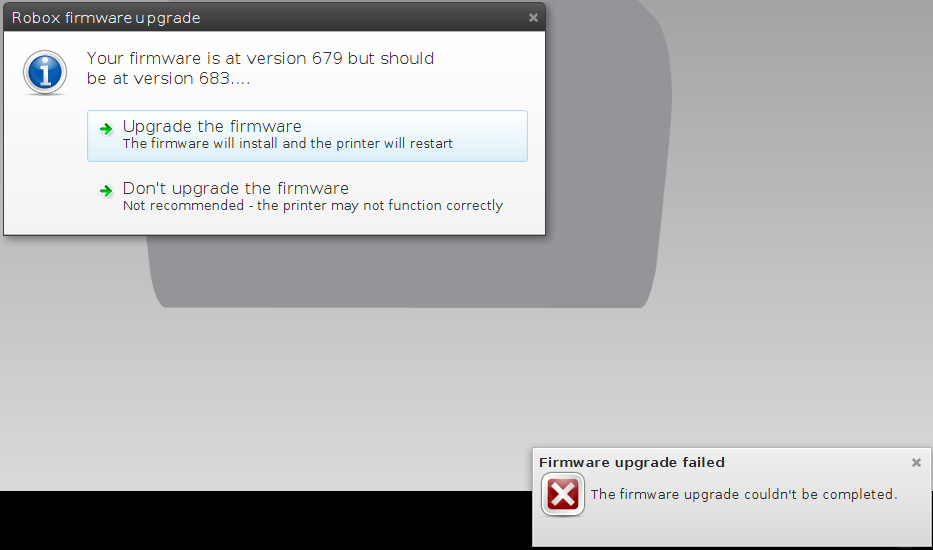 Robox firmware upgrade
Your firmware is at version 679 but should
be at version 683....
Upgrade the firmware
The firmware will install and the printer will restart
Don't upgrade the firmware
Not recommended - the printer may not function correctly
Firmware upgrade failed
The firmware upgrade couldn't be completed.